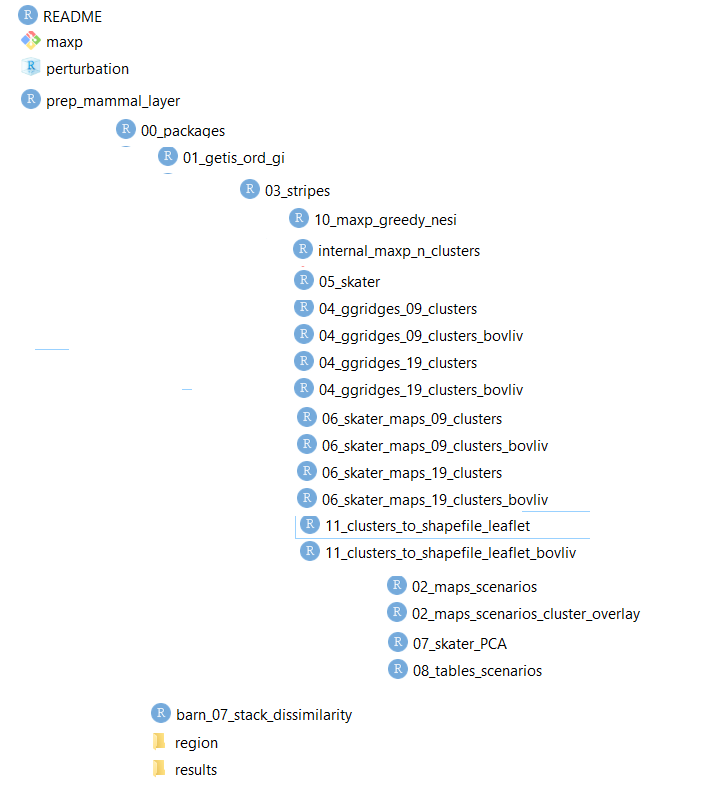 README
maxp
perturbation
prep_mammal_layer
00_packages
01_getis_ord_gi
03_stripes
10_maxp_greedy_nesi
internal_maxp_n_clusters
05_skater
04_ggridges_09_clusters
04_ggridges_09_clusters_bovliv
04_ggridges_19_clusters
04_ggridges_19_clusters_bovliv
06_skater_maps_09_clusters
06_skater_maps_09_clusters_bovliv
06_skater_maps_19_clusters
06_skater_maps_19_clusters_bovliv
11_clusters_to_shapefile_leaflet
11_clusters_to_shapefile_leaflet_bovliv
02_maps_scenarios
02_maps_scenarios_cluster_overlay
07_skater_PCA
08_tables_scenarios
barn_07_stack_dissimilarity
region
results